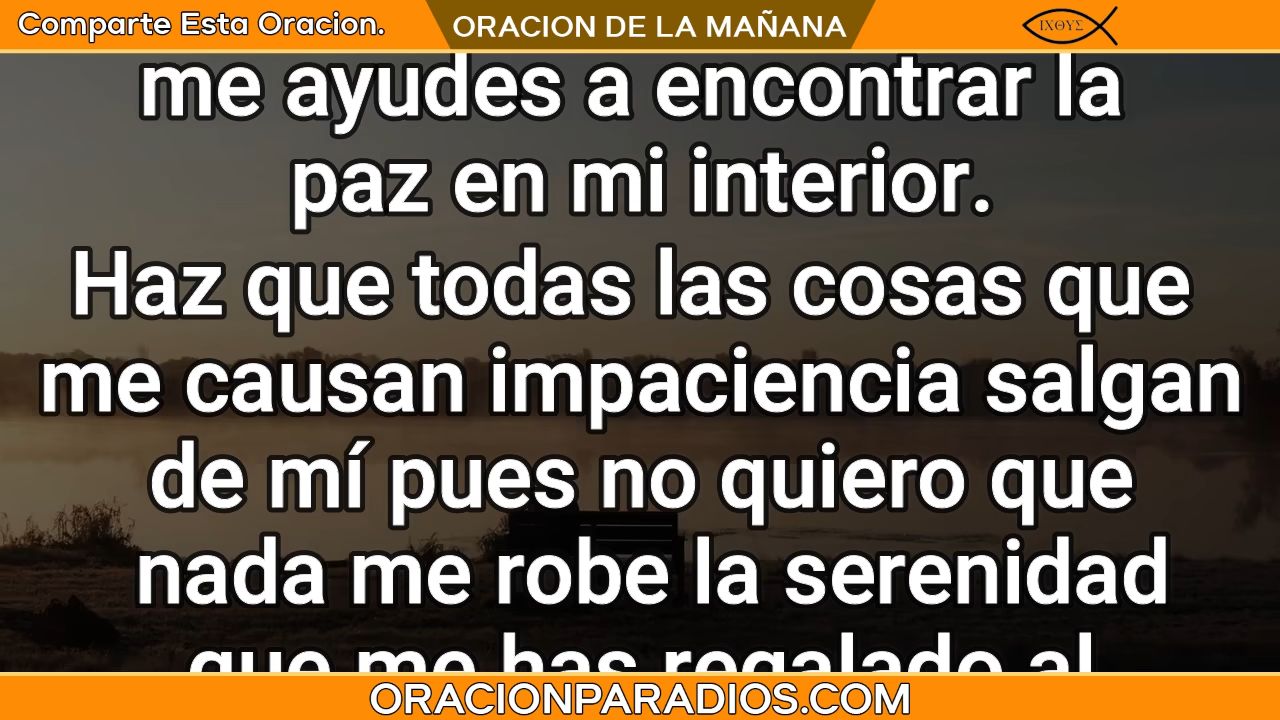 Comparte Esta Oracion.
ORACION DE LA MAÑANA
ΙΧΘΥΣ
me ayudes a encontrar la
paz en mi interior.
Haz que todas las cosas que
me causan impaciencia salgan
de mí pues no quiero que
nada me robe la serenidad
que me has regalado al
ORACIONPARADIOS.COM